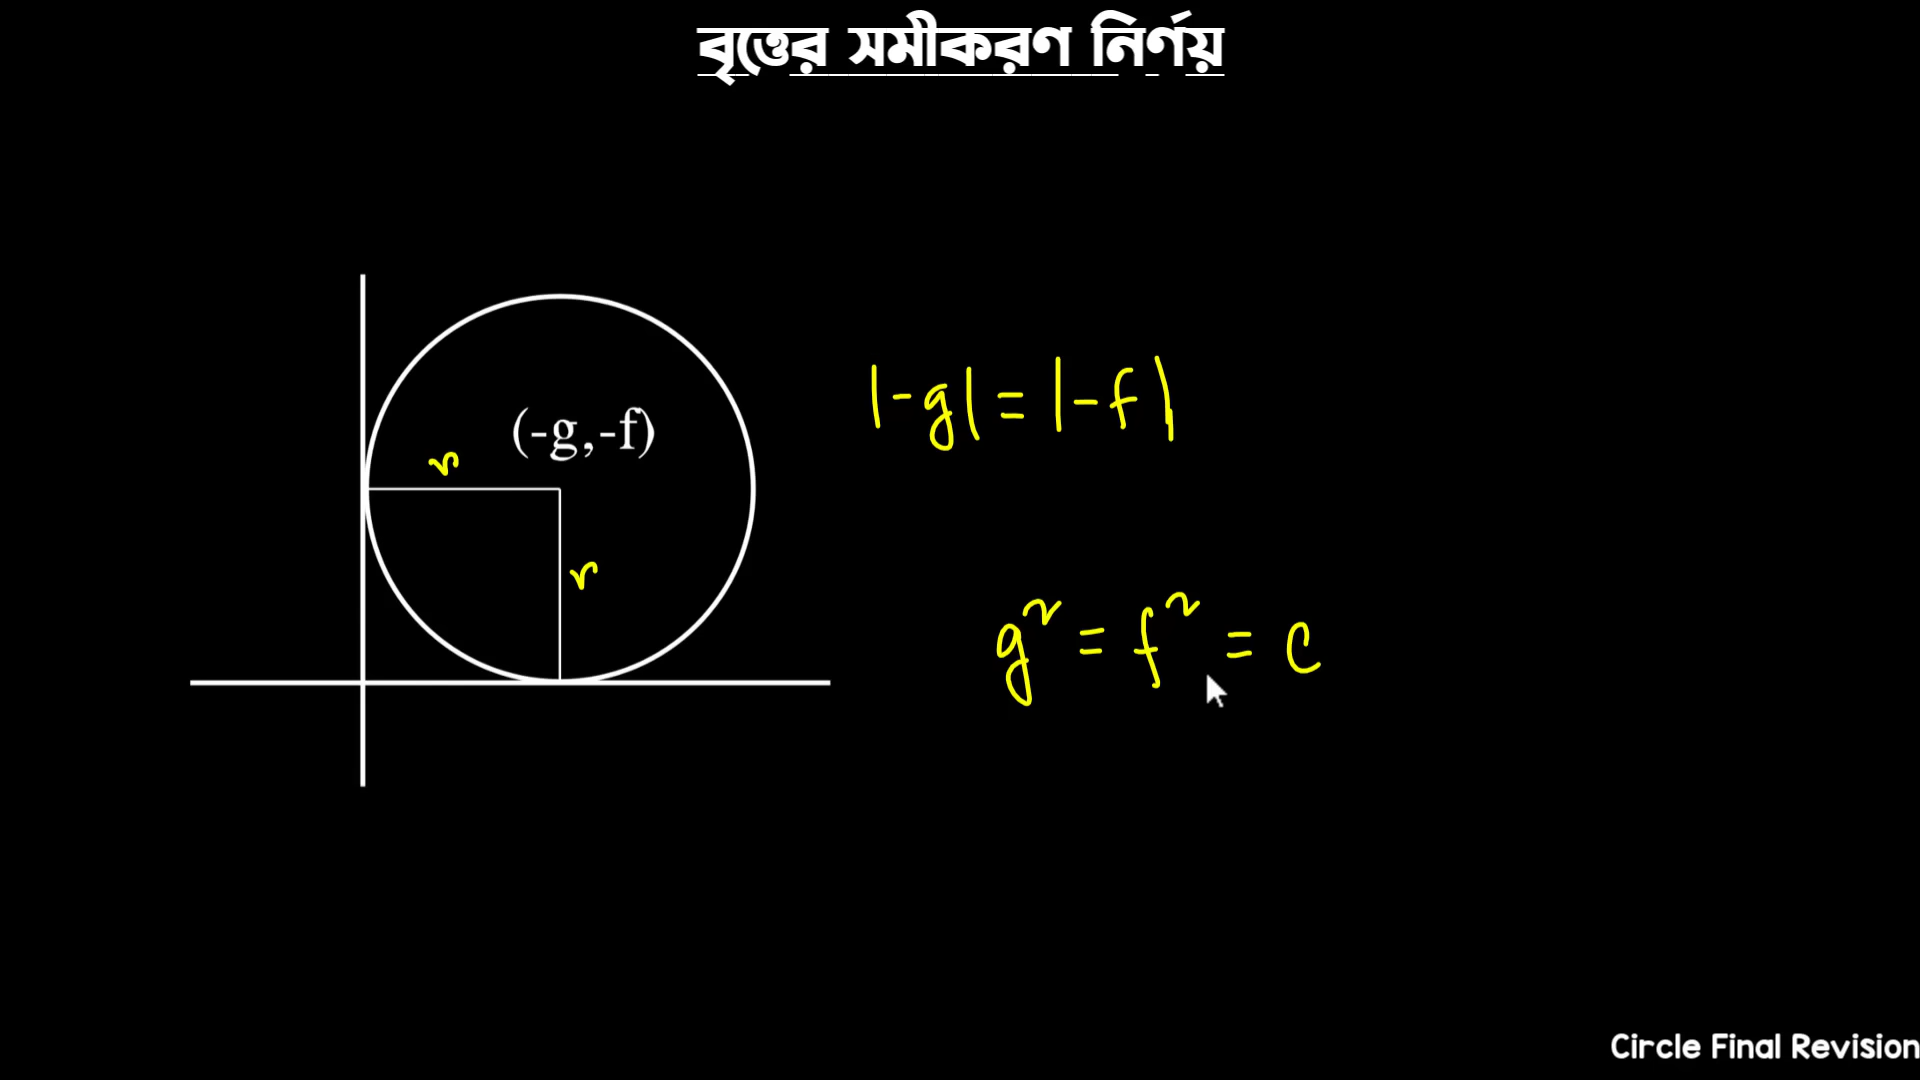 বৃত্তের সমীকরণ নির্ণয়
(-g,-f)
r
r
|-g| = |-f|
g² = f² = c
Circle Final Revision